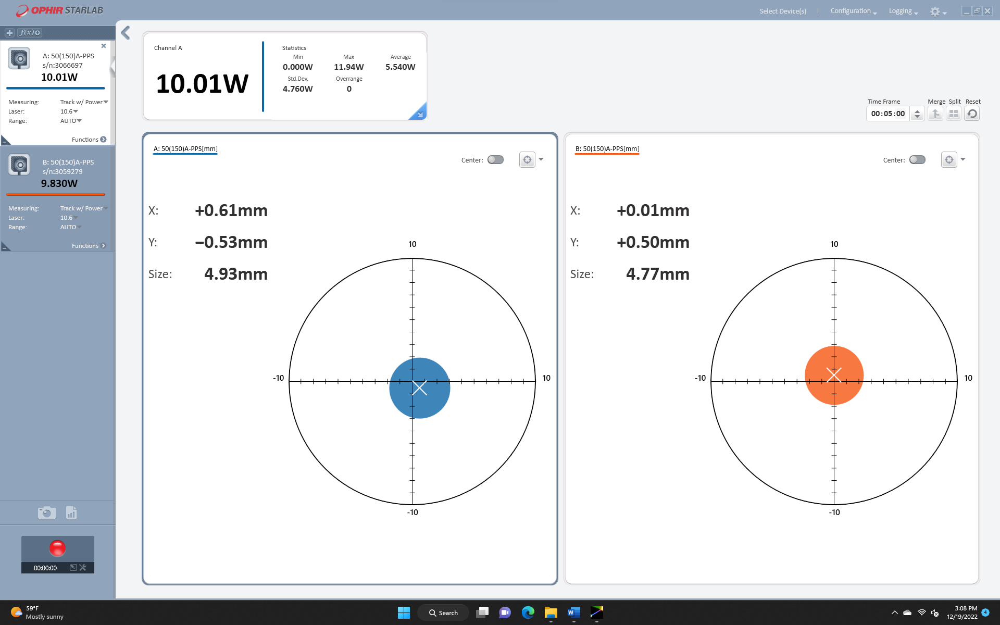 OPHIR STARLAB
Select Device(s) | Configuration Logging
f(x)
A: 50(150)A-PPS
s/n:3066697
10.01W
Measuring: Track w/ Power
Laser: 10.6
Range: AUTO
Functions
B: 50(150)A-PPS
s/n:3059279
9.830W
Measuring: Track w/ Power
Laser: 10.6
Range: AUTO
Functions
00:00:00
Channel A
10.01W
Statistics
Min Max Average
0.000W 11.94W 5.540W
Std.Dev. Overrange
4.760W 0
Time Frame Merge Split Reset
00:05:00
A: 50(150)A-PPS[mm]
Center:
X: +0.61mm
Y: −0.53mm
Size: 4.93mm
10
-10 10
-10
B: 50(150)A-PPS[mm]
Center:
X: +0.01mm
Y: +0.50mm
Size: 4.77mm
10
-10 10
-10
59°F
Mostly sunny
Search
W
3:08 PM
12/19/2022
4